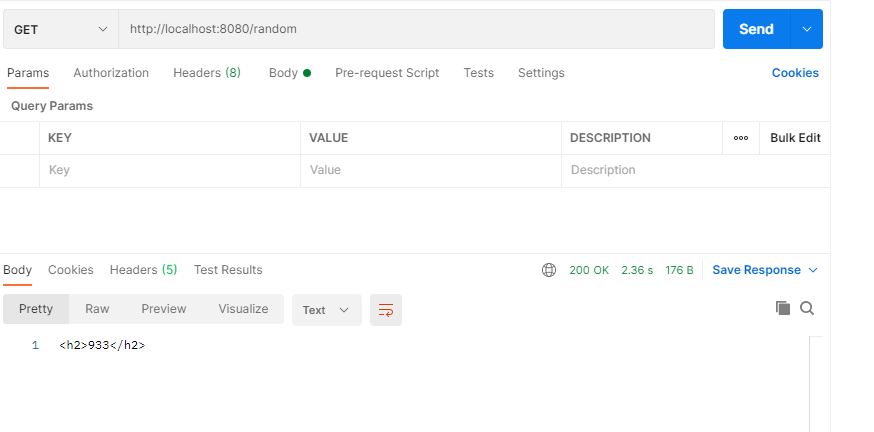 GET http://localhost:8080/random Send
Params Authorization Headers (8) Body Pre-request Script Tests Settings Cookies
Query Params
KEY VALUE DESCRIPTION Bulk Edit
Key Value Description
Body Cookies Headers (5) Test Results 200 OK 2.36 s 176 B Save Response
Pretty Raw Preview Visualize Text
1 <h2>933</h2>